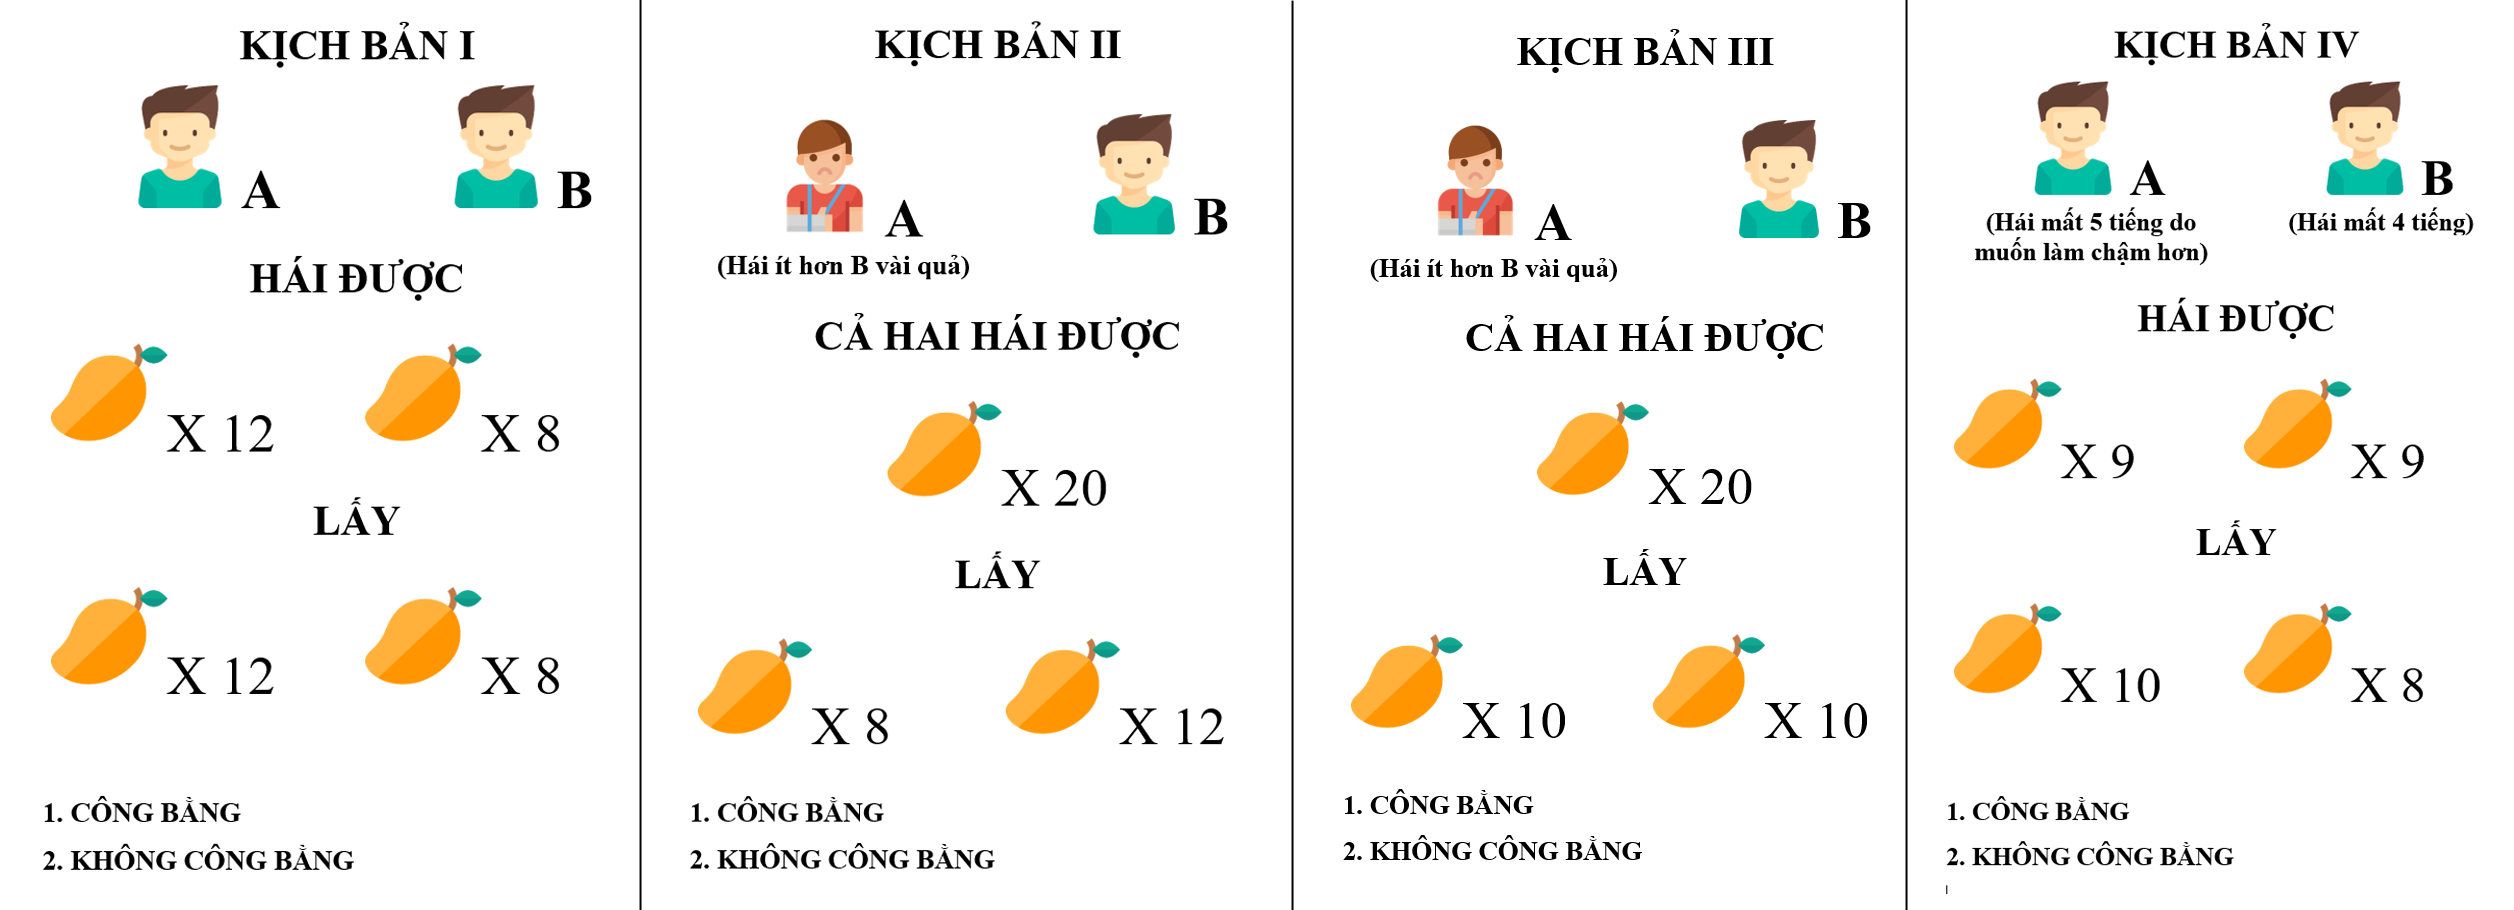 KỊCH BẢN I
A
B
HÁI ĐƯỢC
X 12
X 8
LẤY
X 12
X 8
1. CÔNG BẰNG
2. KHÔNG CÔNG BẰNG
KỊCH BẢN II
A
B
(Hái ít hơn B vài quả)
CẢ HAI HÁI ĐƯỢC
X 20
LẤY
X 8
X 12
1. CÔNG BẰNG
2. KHÔNG CÔNG BẰNG
KỊCH BẢN III
A
B
(Hái ít hơn B vài quả)
CẢ HAI HÁI ĐƯỢC
X 20
LẤY
X 10
X 10
1. CÔNG BẰNG
2. KHÔNG CÔNG BẰNG
KỊCH BẢN IV
A
B
(Hái mất 5 tiếng do
muốn làm chậm hơn)
(Hái mất 4 tiếng)
HÁI ĐƯỢC
X 9
X 9
LẤY
X 10
X 8
1. CÔNG BẰNG
2. KHÔNG CÔNG BẰNG